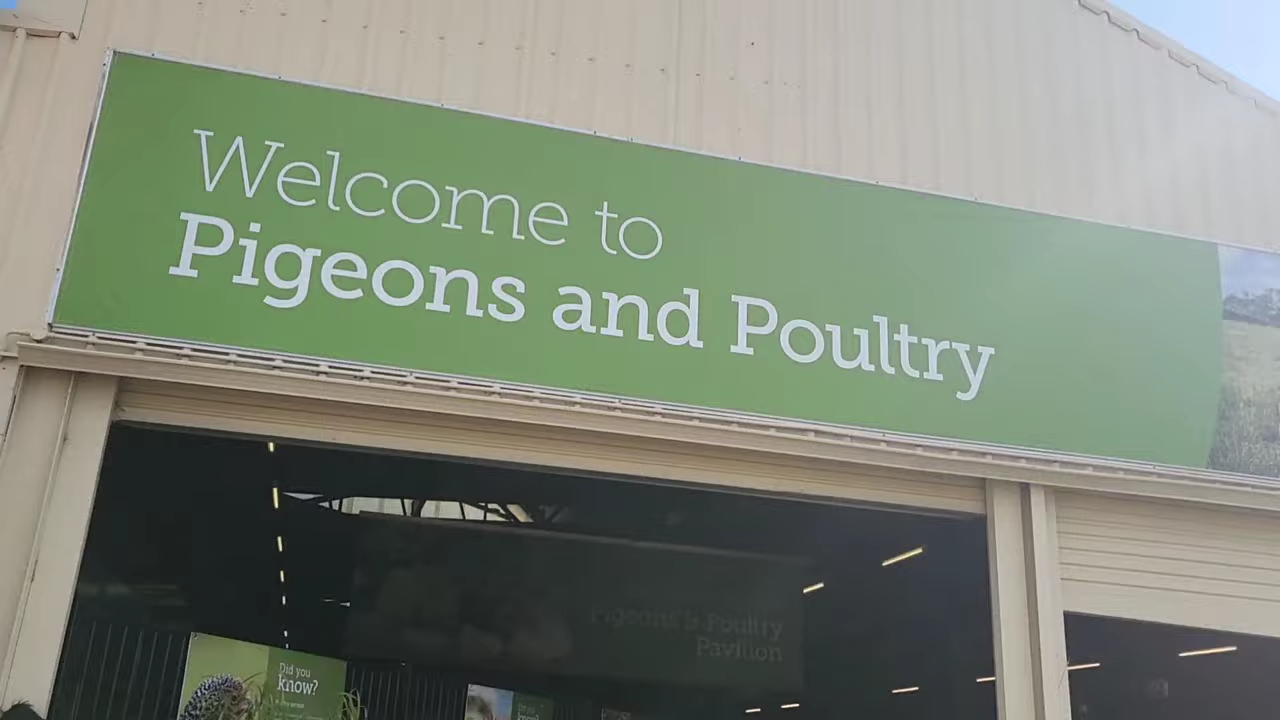 Welcome to
Pigeons and Poultry
Pigeons & Poultry
Pavilion
Did you
know?